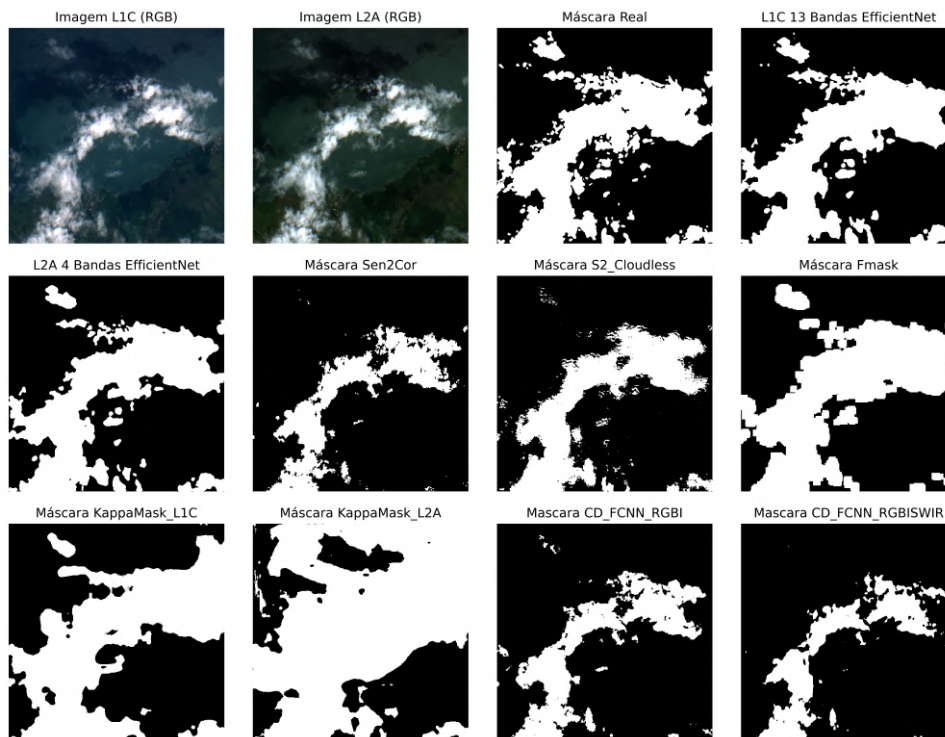 Imagem L1C (RGB)
Imagem L2A (RGB)
Máscara Real
L1C 13 Bandas EfficientNet
L2A 4 Bandas EfficientNet
Máscara Sen2Cor
Máscara S2_Cloudless
Máscara Fmask
Máscara KappaMask_L1C
Máscara KappaMask_L2A
Mascara CD_FCNN_RGBI
Mascara CD_FCNN_RGBISWIR